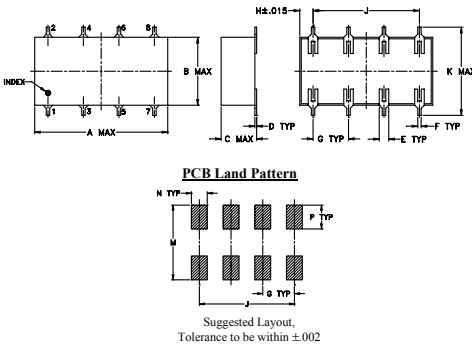 H±.015
J
2 4 6 8
B MAX
K MAX
INDEX
1 3 5 7
D TYP
F TYP
A MAX
C MAX
G TYP
E TYP
PCB Land Pattern
N TYP
P TYP
M
G TYP
J
Suggested Layout,
Tolerance to be within ±.002